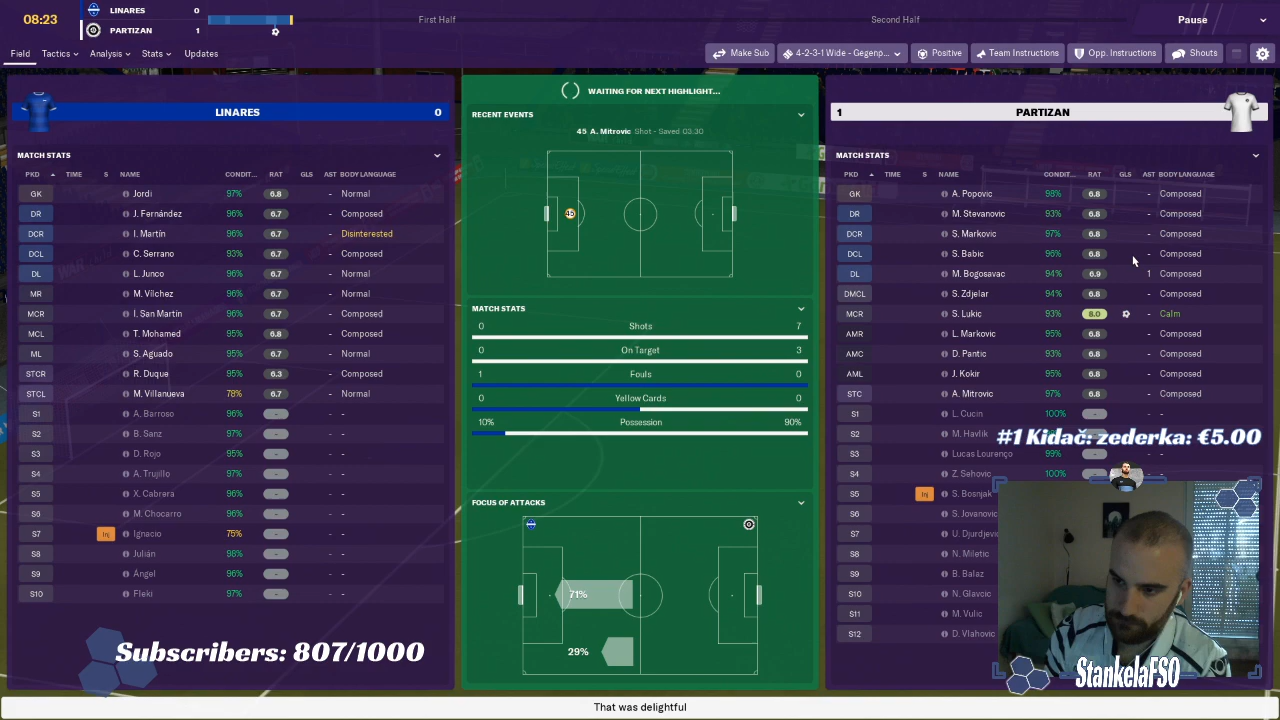 08:23
LINARES 0
PARTIZAN 1
First Half
Second Half
Pause
Field
Tactics
Analysis
Stats
Updates
Make Sub
4-2-3-1 Wide - Gegenp...
Positive
Team Instructions
Opp. Instructions
Shouts
LINARES 0
MATCH STATS
PKD TIME S NAME CONDIT... RAT GLS AST BODY LANGUAGE
GK Jordi 97% 6.8 - Normal
DR J. Fernández 96% 6.7 - Composed
DCR I. Martín 96% 6.7 - Disinterested
DCL C. Serrano 93% 6.8 - Composed
DL L. Junco 96% 6.7 - Normal
MR M. Vílchez 96% 6.7 - Normal
MCR I. San Martín 96% 6.7 - Composed
MCL T. Mohamed 95% 6.8 - Composed
ML S. Aguado 95% 6.7 - Normal
STCR R. Duque 95% 6.3 - Composed
STCL M. Villanueva 78% 6.7 - Normal
S1 A. Barroso 96% - - -
S2 B. Sanz 97% - - -
S3 D. Rojo 95% - - -
S4 A. Trujillo 97% - - -
S5 X. Cabrera 96% - - -
S6 M. Chocarro 96% - - -
S7 Inj Ignacio 75% - - -
S8 Julián 98% - - -
S9 Ángel 96% - - -
S10 Fleki 97% - - -
Subscribers: 807/1000
WAITING FOR NEXT HIGHLIGHT...
RECENT EVENTS
45 A. Mitrovic Shot - Saved 03:30
45
MATCH STATS
0 Shots 7
0 On Target 3
1 Fouls 0
0 Yellow Cards 0
10% Possession 90%
FOCUS OF ATTACKS
71%
29%
1 PARTIZAN
MATCH STATS
PKD TIME S NAME CONDIT... RAT GLS AST BODY LANGUAGE
GK A. Popovic 98% 6.8 - Composed
DR M. Stevanovic 93% 6.8 - Composed
DCR S. Markovic 97% 6.8 - Composed
DCL S. Babic 96% 6.8 - Composed
DL M. Bogosavac 94% 6.9 1 Composed
DMCL S. Zdjelar 94% 6.8 - Composed
MCR S. Lukic 93% 8.0 - Calm
AMR L. Markovic 95% 6.8 - Composed
AMC D. Pantic 93% 6.8 - Composed
AML J. Kokir 95% 6.8 - Composed
STC A. Mitrovic 97% 6.8 - Composed
S1 L. Cucin 100% - - -
S2 M. Havlik
#1 Kidac: zederka: €5.00
S3 Lucas Lourenço 99% - - -
S4 Z. Sehovic 100% - - -
S5 Inj S. Bosnjak
S6 S. Jovanovic
S7 U. Djurdjevic
S8 N. Miletic
S9 B. Balaz
S10 N. Glavcic
S11 M. Vulic
S12 D. Vlahovic
StankelaFSO
That was delightful